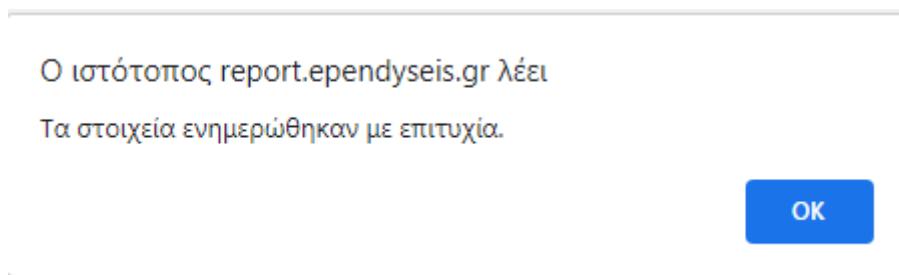 Ο ιστότοπος report.ependyseis.gr λέει
Τα στοιχεία ενημερώθηκαν με επιτυχία.
OK